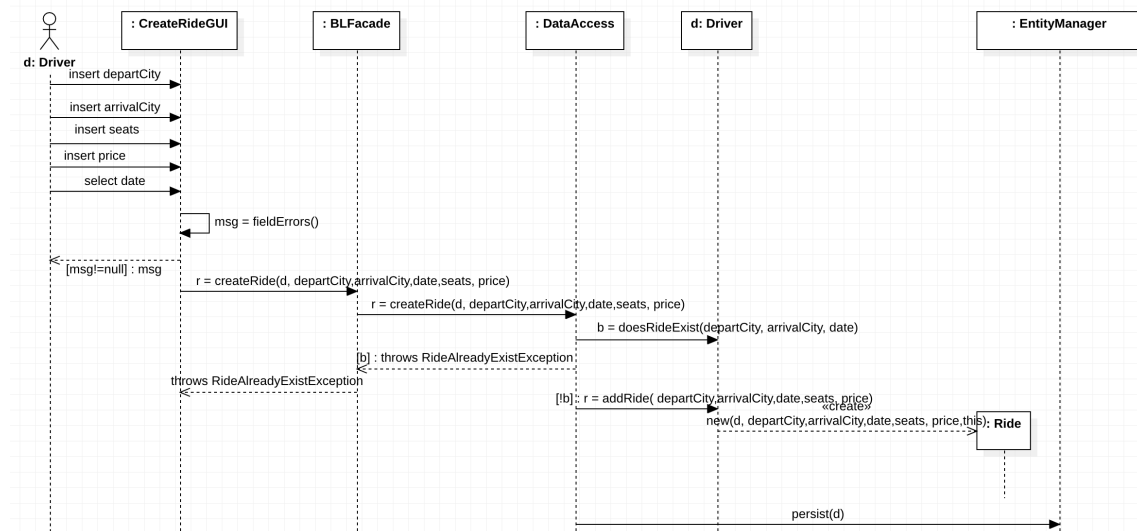 : CreateRideGUI
: BLFacade
: DataAccess
d: Driver
: EntityManager
d: Driver
insert departCity
insert arrivalCity
insert seats
insert price
select date
msg = fieldErrors()
[msg!=null] : msg
r = createRide(d, departCity,arrivalCity,date,seats, price)
r = createRide(d, departCity,arrivalCity,date,seats, price)
b = doesRideExist(departCity, arrivalCity, date)
[b] : throws RideAlreadyExistException
throws RideAlreadyExistException
[!b] : r = addRide( departCity,arrivalCity,date,seats, price)
«create»
new(d, departCity,arrivalCity,date,seats, price,this)
: Ride
persist(d)